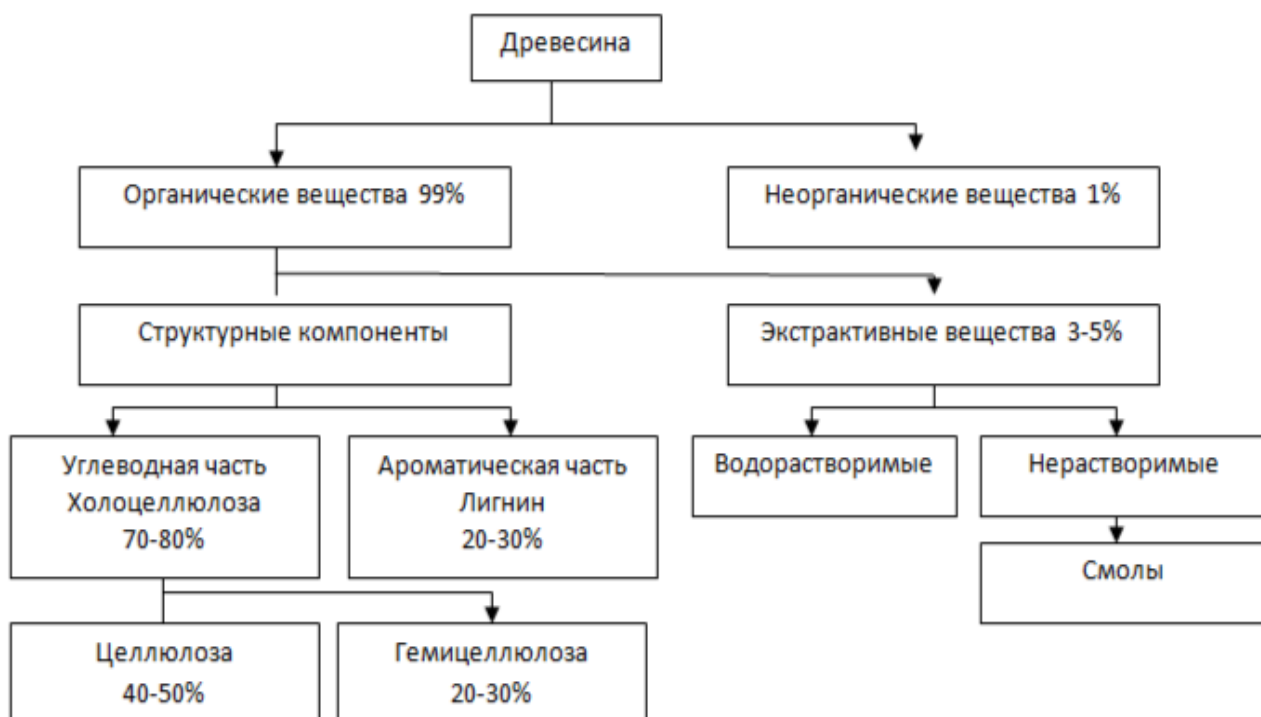 Древесина
Органические вещества 99%
Неорганические вещества 1%
Структурные компоненты
Экстрактивные вещества 3-5%
Углеводная часть
Холоцеллюлоза
70-80%
Ароматическая часть
Лигнин
20-30%
Водорастворимые
Нерастворимые
Смолы
Целлюлоза
40-50%
Гемицеллюлоза
20-30%